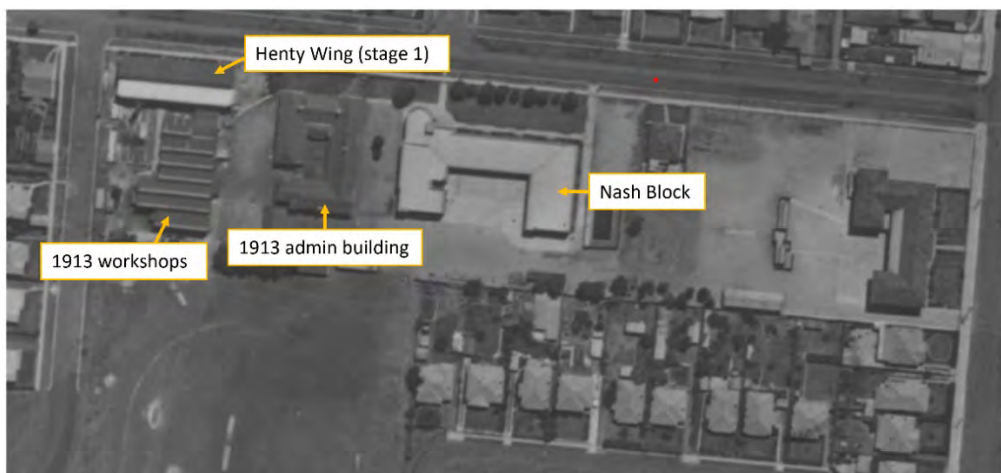 Henty Wing (stage 1)
Nash Block
1913 admin building
1913 workshops